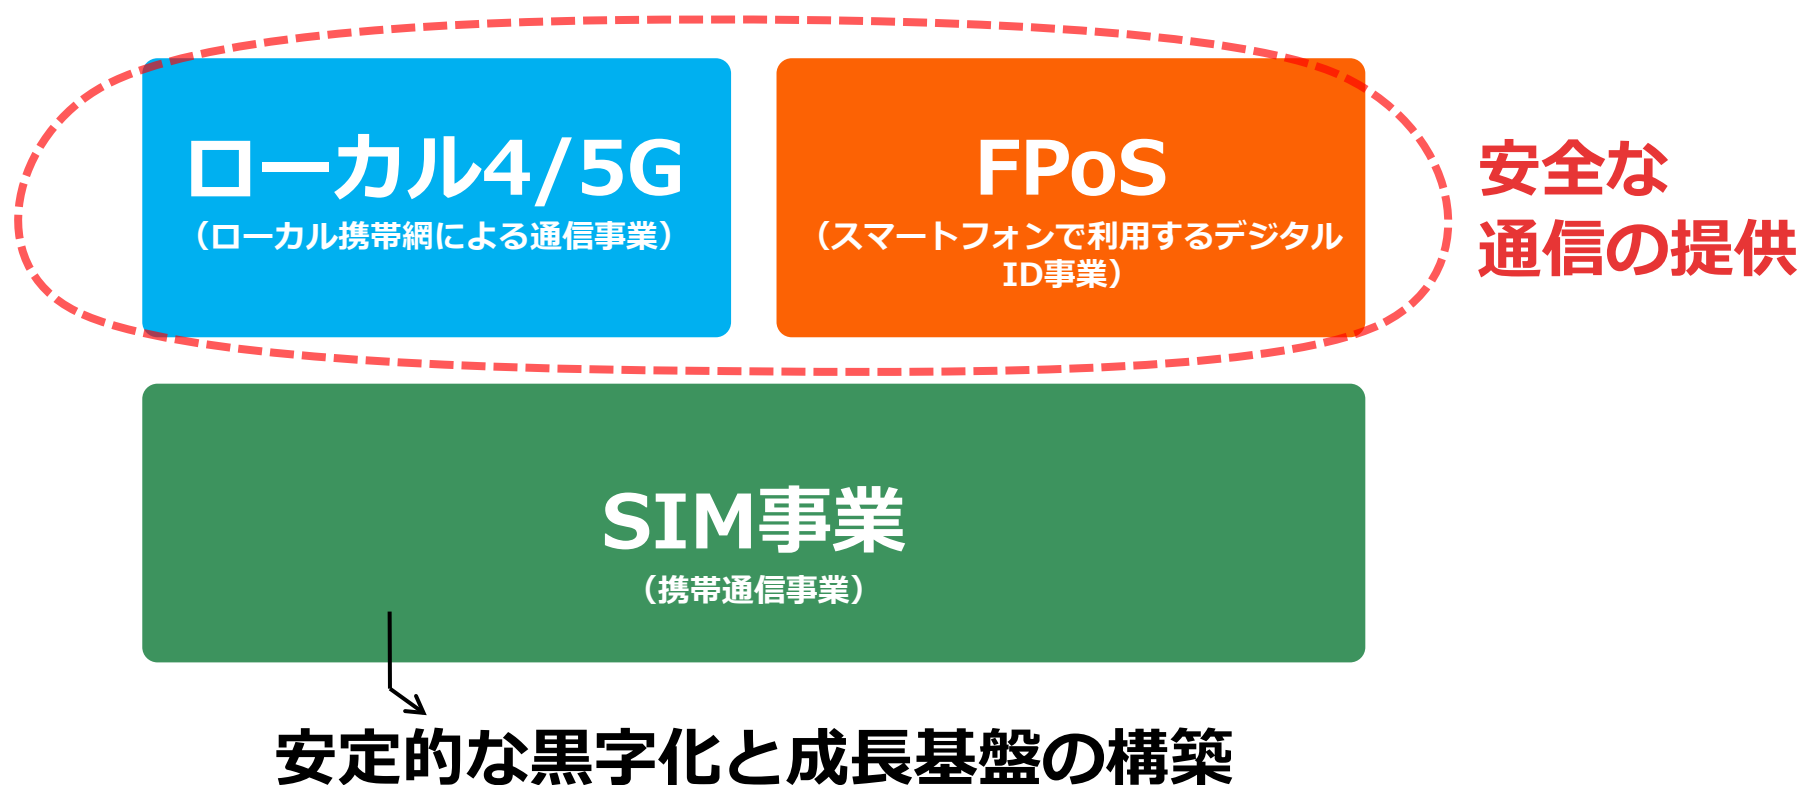 ローカル4/5G
（ローカル携帯網による通信事業）
FPoS
（スマートフォンで利用するデジタル
ID事業）
安全な
通信の提供
SIM事業
（携帯通信事業）
安定的な黒字化と成長基盤の構築